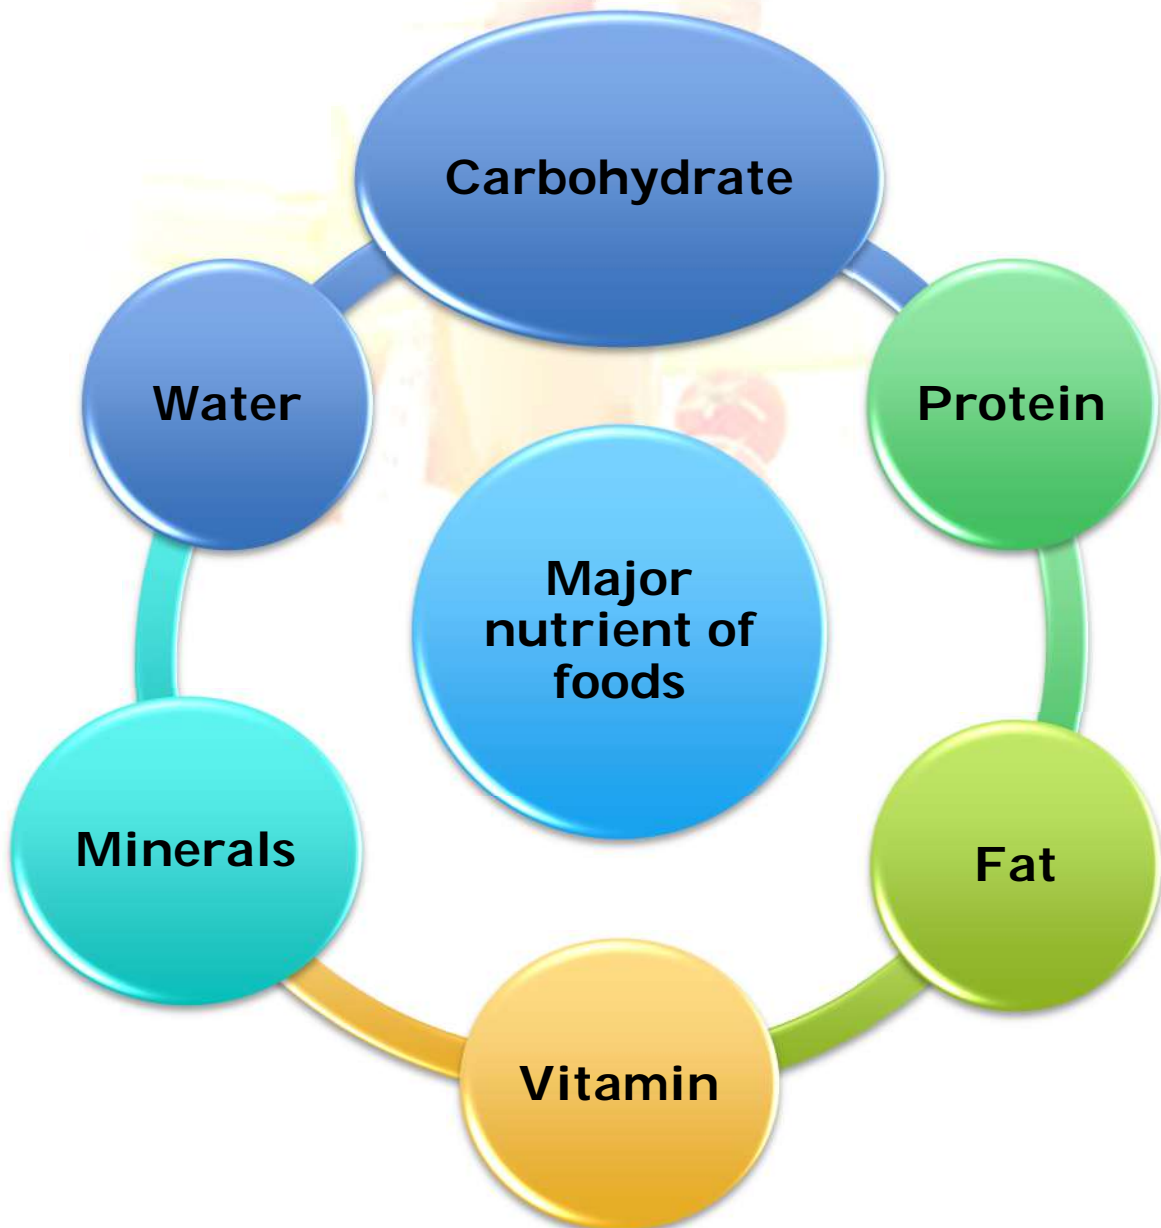 Carbohydrate
Water
Protein
Major
nutrient of
foods
Minerals
Fat
Vitamin